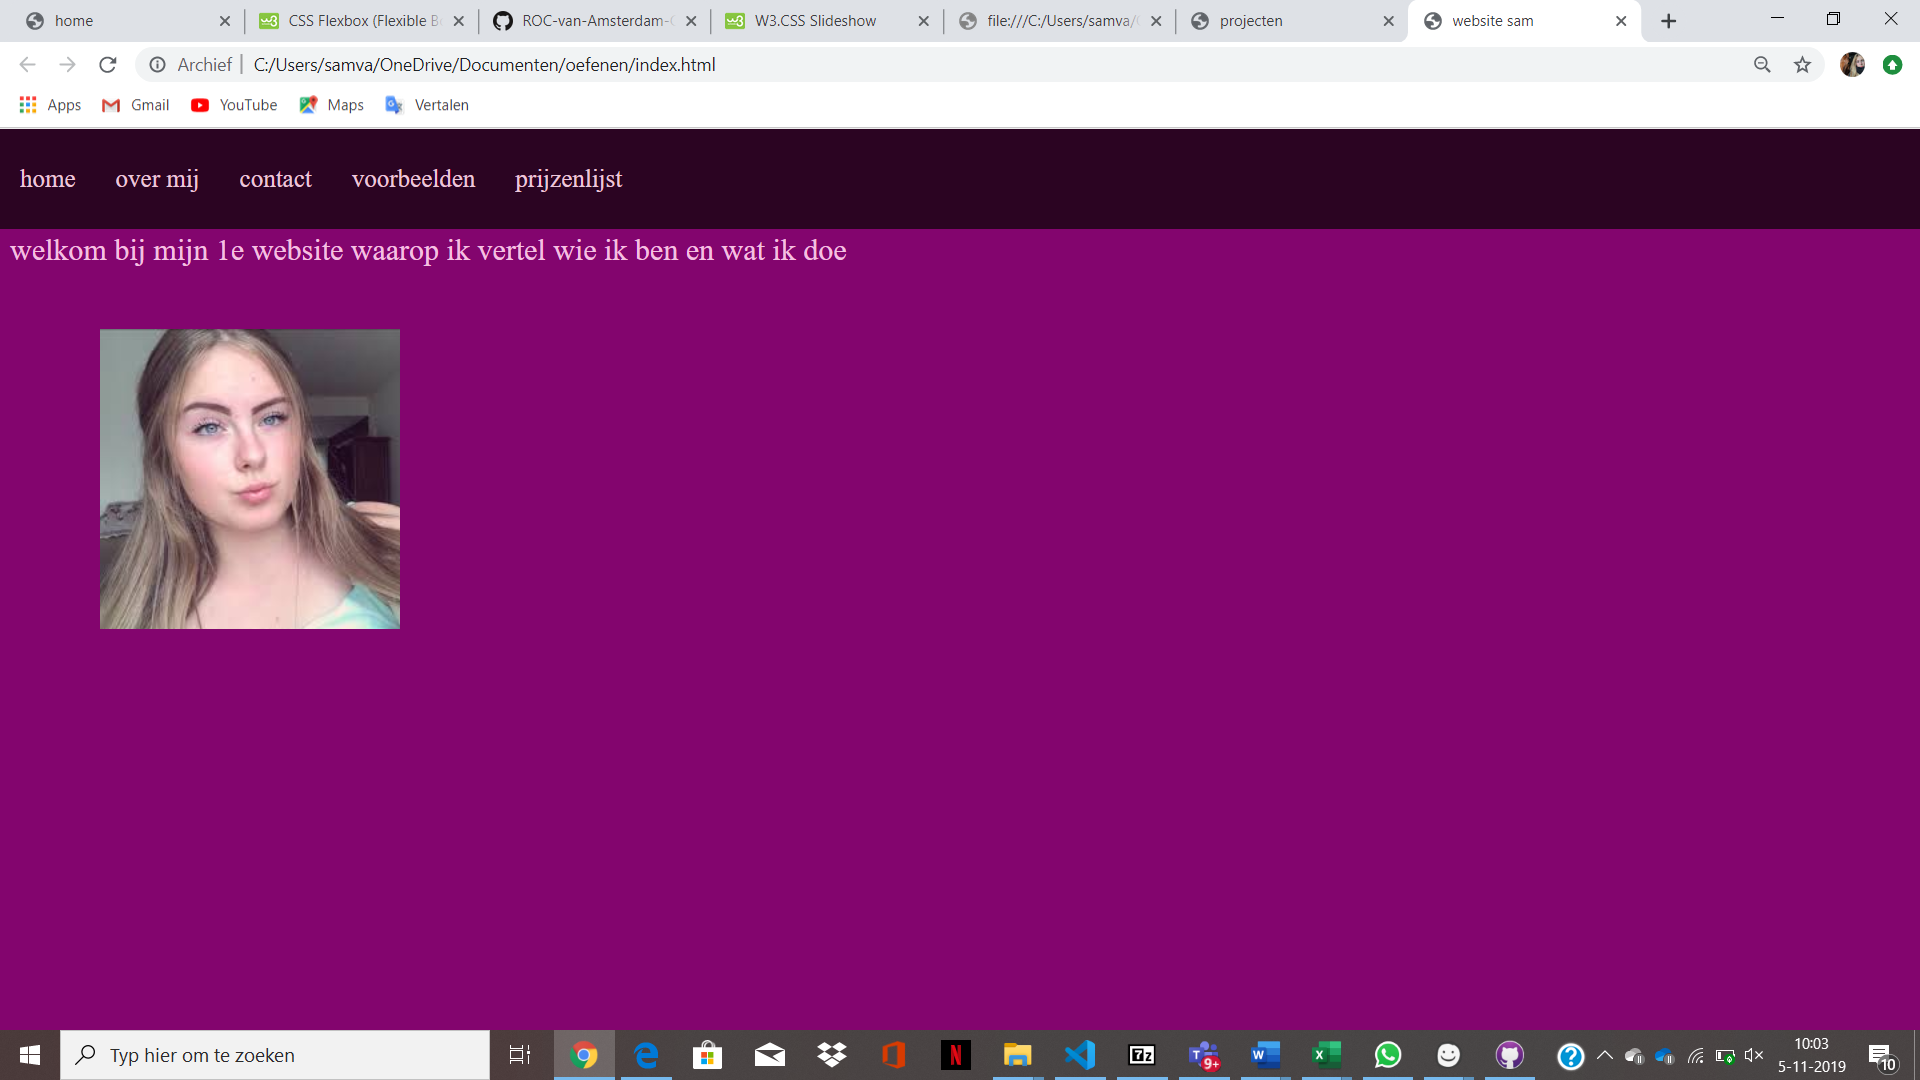 home
CSS Flexbox (Flexible B
ROC-van-Amsterdam-
W3.CSS Slideshow
file:///C:/Users/samva/
projecten
website sam
Archief | C:/Users/samva/OneDrive/Documenten/oefenen/index.html
Apps Gmail YouTube Maps Vertalen
home over mij contact voorbeelden prijzenlijst
welkom bij mijn 1e website waarop ik vertel wie ik ben en wat ik doe
Typ hier om te zoeken
10:03
5-11-2019
10
9+
7z